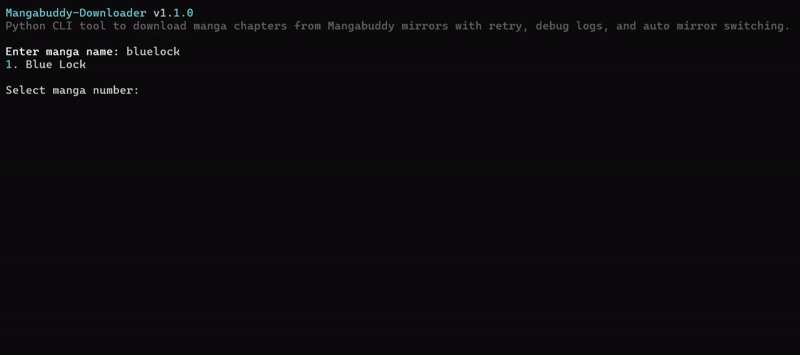 Mangabuddy-Downloader v1.1.0
Python CLI tool to download manga chapters from Mangabuddy mirrors with retry, debug logs, and auto mirror switching.
Enter manga name: bluelock
1. Blue Lock
Select manga number: